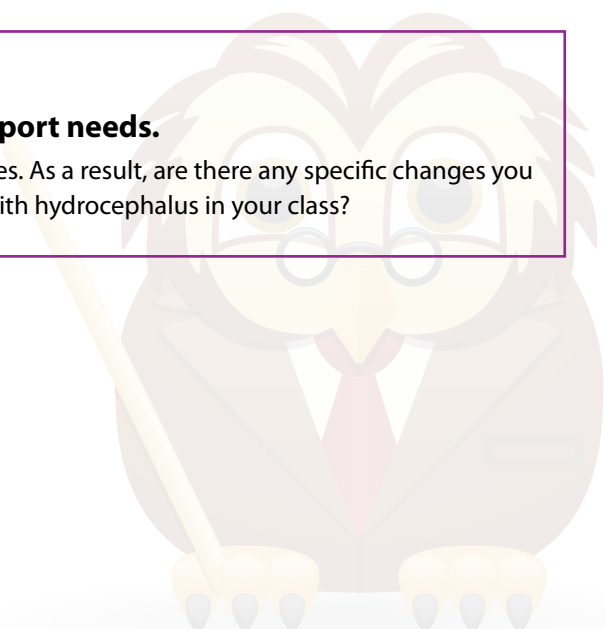 port needs.
es. As a result, are there any specific changes you
ith hydrocephalus in your class?